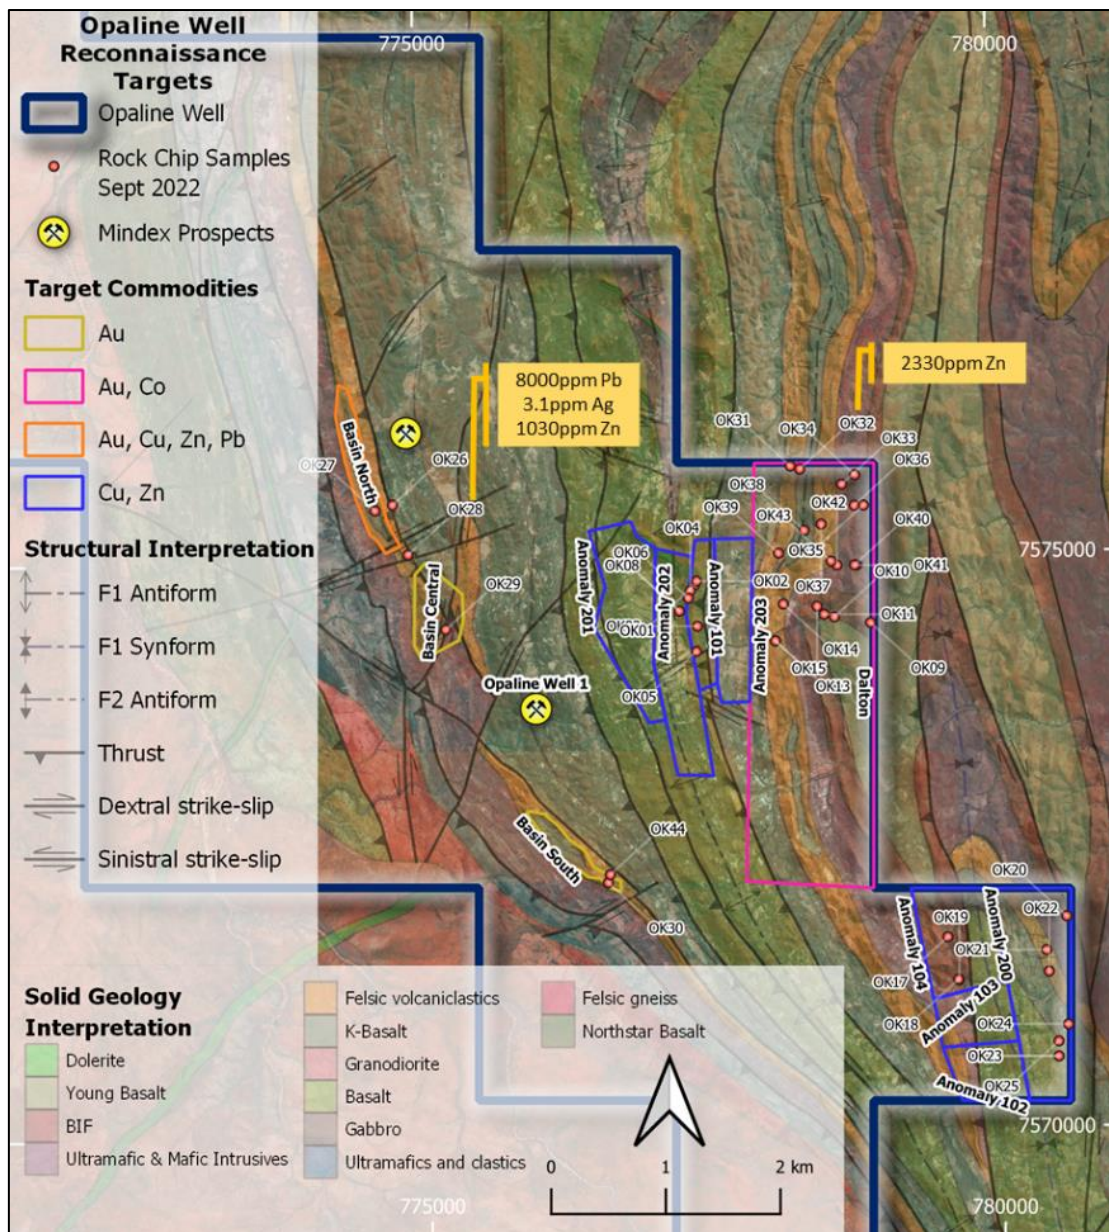 Opaline Well
Reconnaissance
Targets
Opaline Well
Rock Chip Samples
Sept 2022
Mindex Prospects
Target Commodities
Au
Au, Co
Au, Cu, Zn, Pb
Cu, Zn
Structural Interpretation
F1 Antiform
F1 Synform
F2 Antiform
Thrust
Dextral strike-slip
Sinistral strike-slip
Solid Geology
Interpretation
Dolerite
Young Basalt
BIF
Ultramafic & Mafic Intrusives
Felsic volcaniclastics
K-Basalt
Granodiorite
Basalt
Gabbro
Ultramafics and clastics
Felsic gneiss
Northstar Basalt
0 1 2 km
775000
780000
7575000
7570000
775000
780000
8000ppm Pb
3.1ppm Ag
1030ppm Zn
2330ppm Zn
Basin North
OK27
OK26
OK28
Basin Central
OK29
Opaline Well 1
Basin South
OK44
OK30
Anomaly 201
Anomaly 202
Anomaly 101
Anomaly 203
OK04
OK06
OK08
OK01
OK02
OK05
OK31
OK34
OK32
OK33
OK36
OK38
OK39
OK43
OK42
OK40
OK35
OK10
OK41
OK37
OK11
OK14
OK15
OK13
OK09
Dalton
OK20
OK19
OK22
OK21
OK17
OK18
OK24
OK23
OK25
Anomaly 104
Anomaly 200
Anomaly 103
Anomaly 102